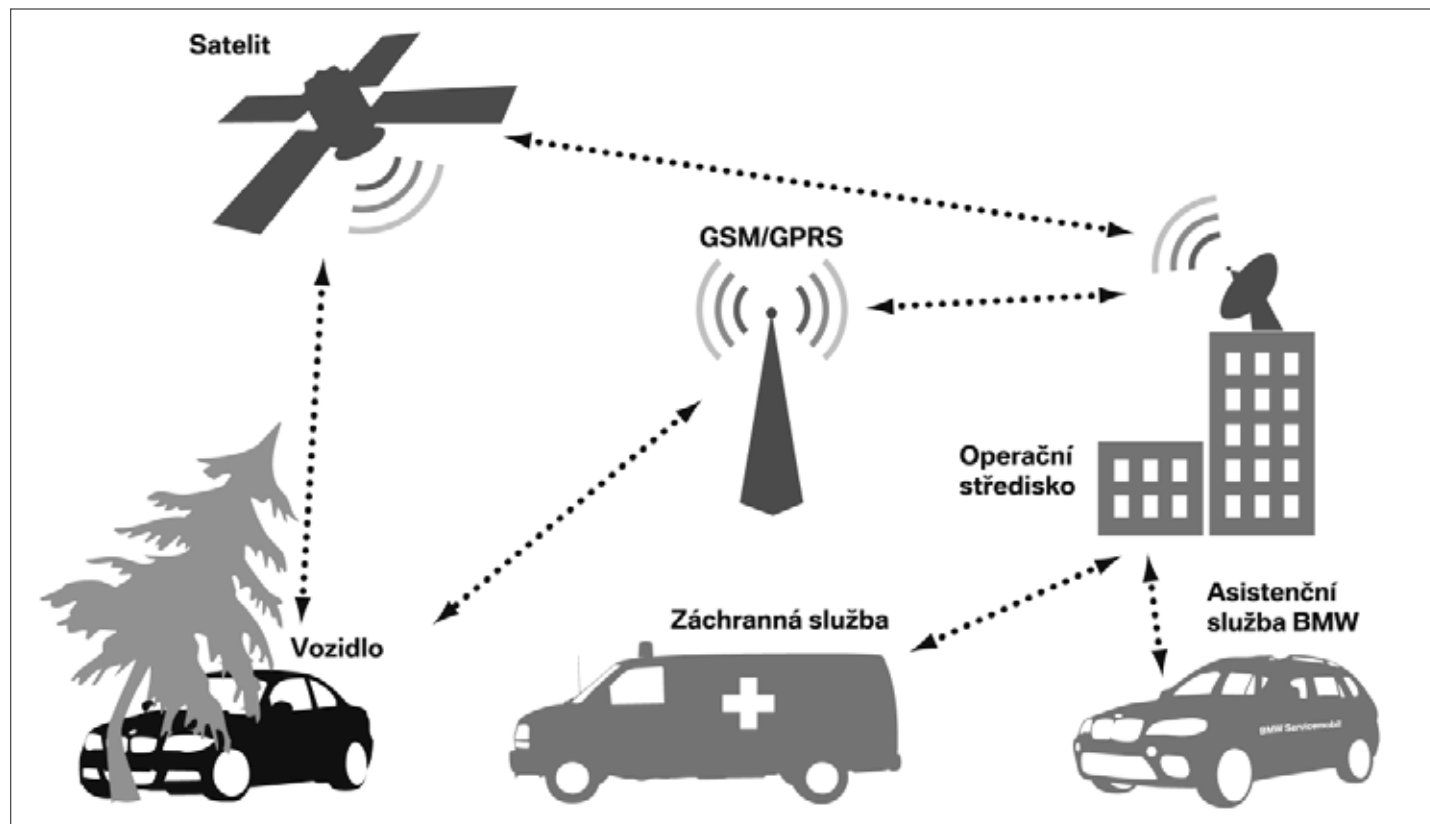 Satelit
GSM/GPRS
Operační
středisko
Vozidlo
Záchranná služba
Asistenční
služba BMW
BMW Servicemobil